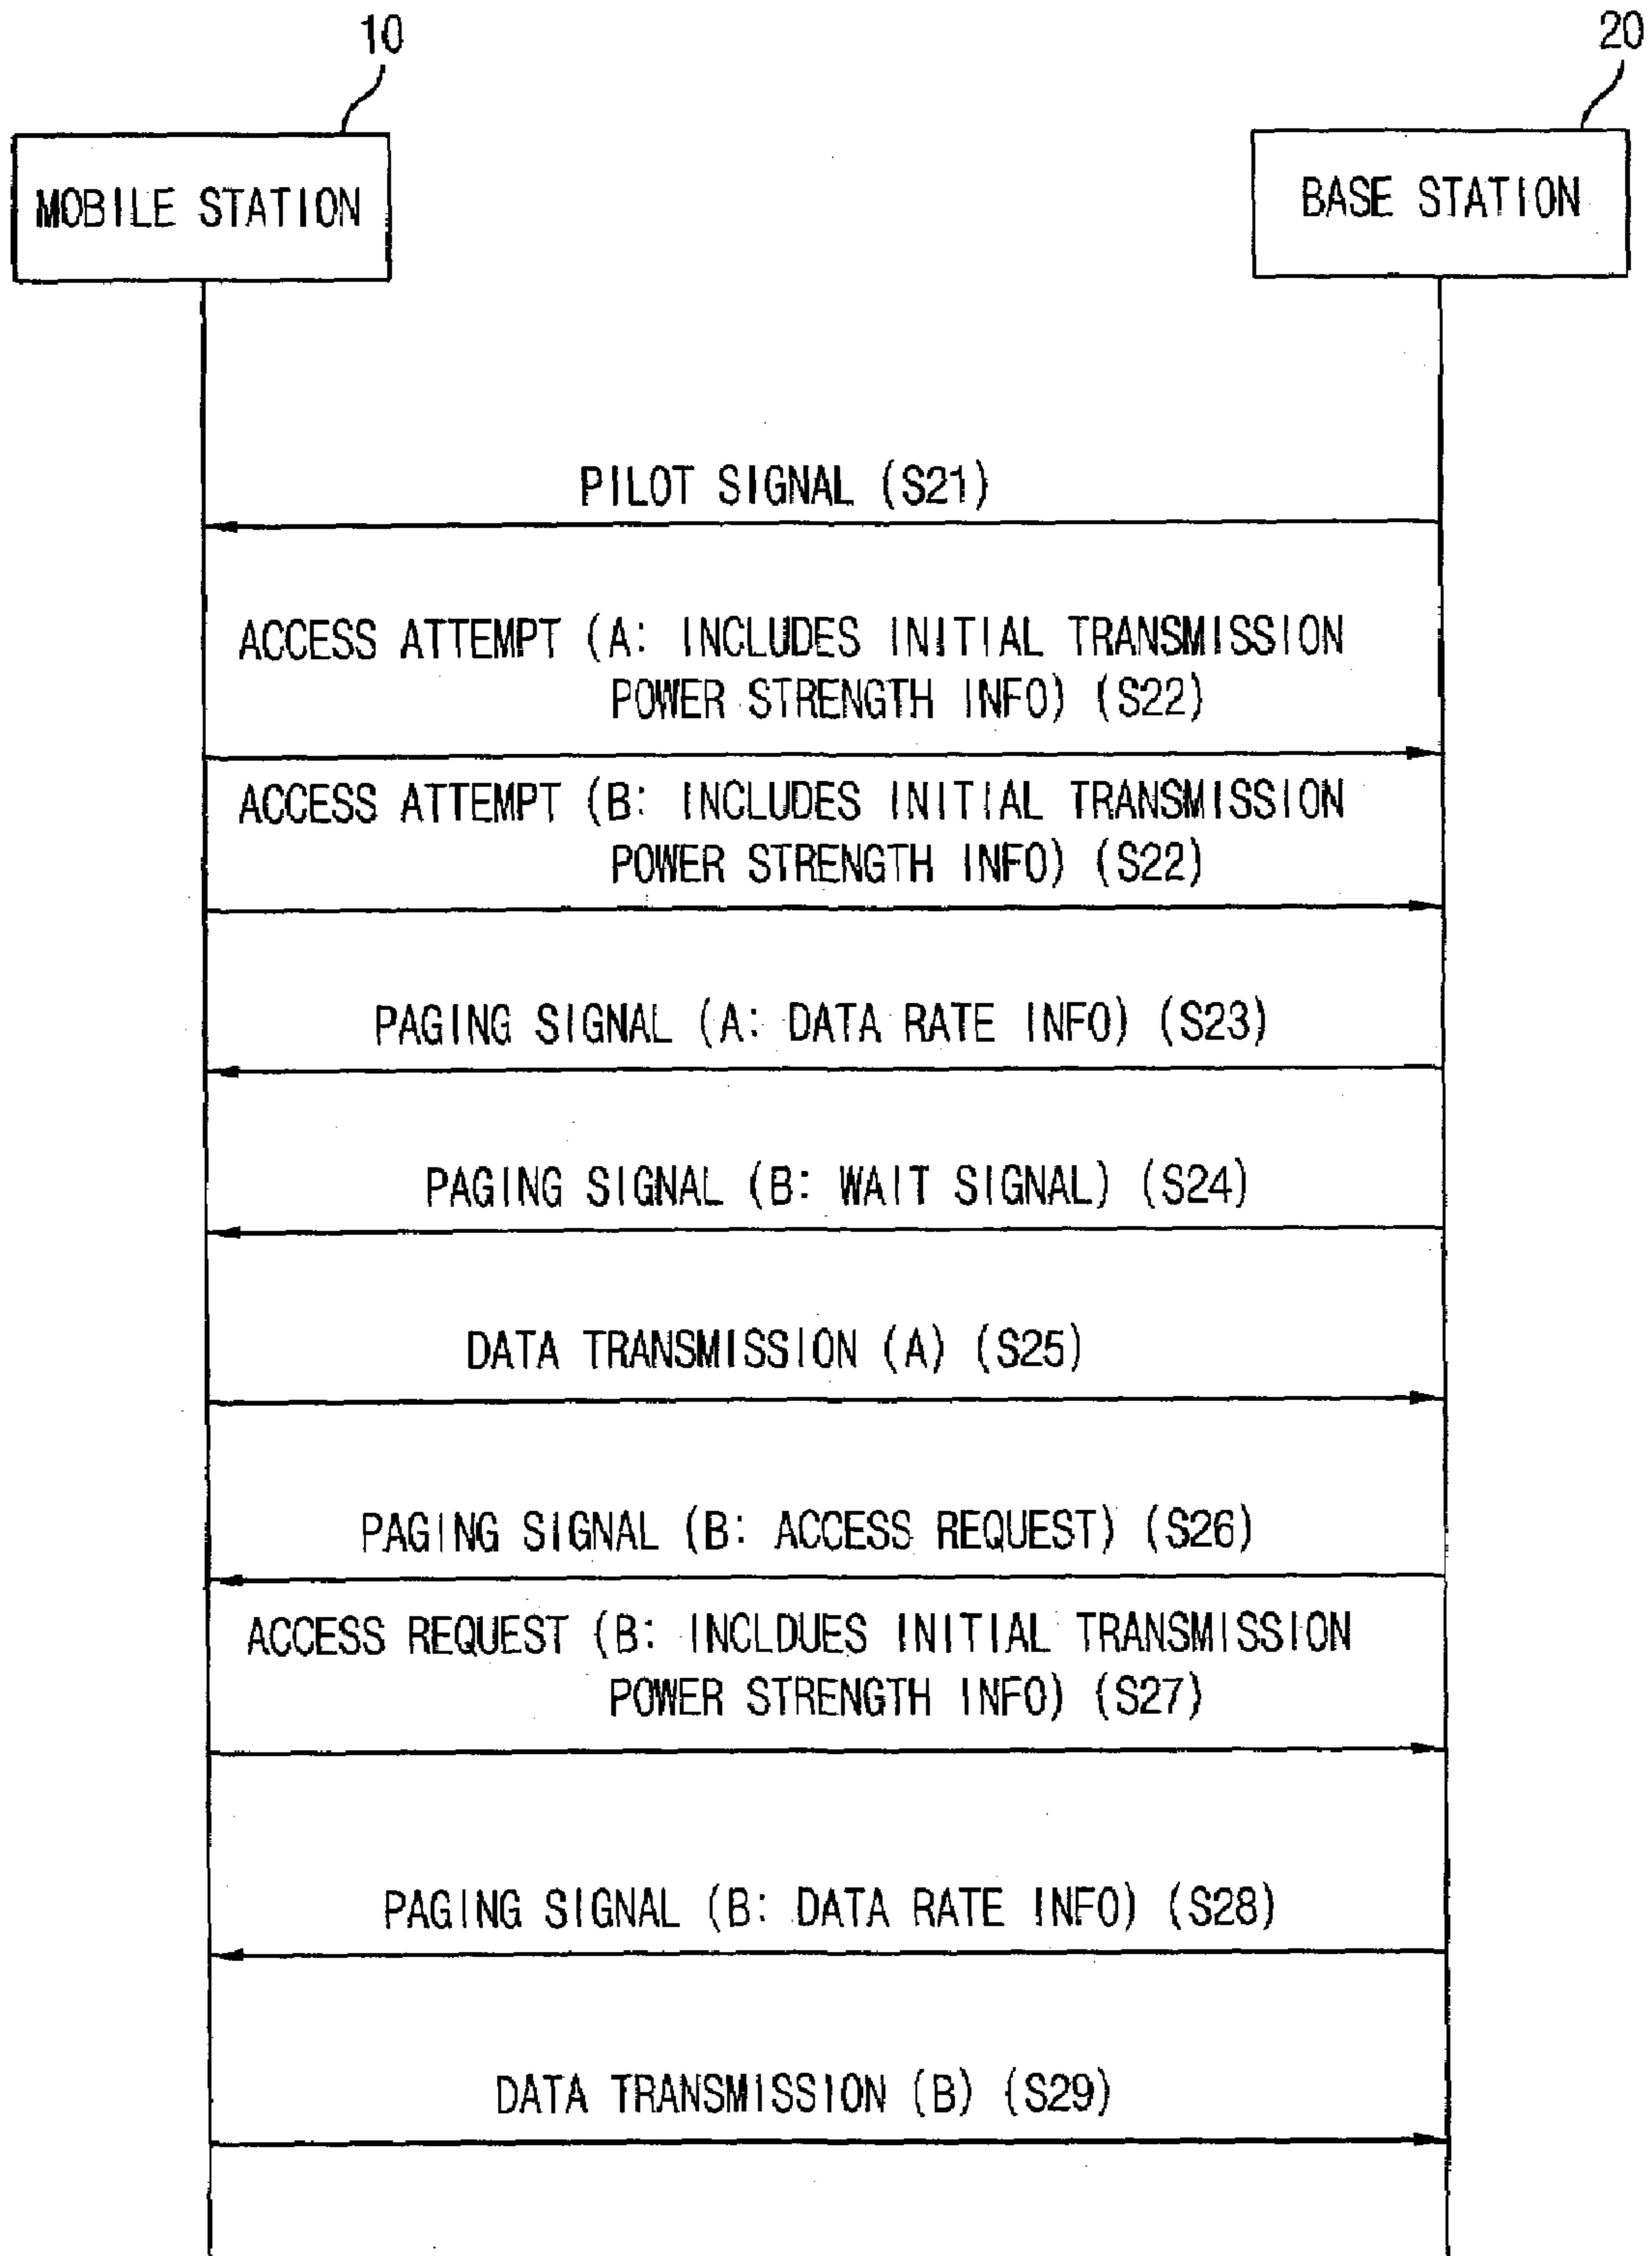 10
20
MOBILE STATION
BASE STATION
PILOT SIGNAL (S21)
ACCESS ATTEMPT (A: INCLUDES INITIAL TRANSMISSION
POWER STRENGTH INFO) (S22)
ACCESS ATTEMPT (B: INCLUDES INITIAL TRANSMISSION
POWER STRENGTH INFO) (S22)
PAGING SIGNAL (A: DATA RATE INFO) (S23)
PAGING SIGNAL (B: WAIT SIGNAL) (S24)
DATA TRANSMISSION (A) (S25)
PAGING SIGNAL (B: ACCESS REQUEST) (S26)
ACCESS REQUEST (B: INCLDUES INITIAL TRANSMISSION
POWER STRENGTH INFO) (S27)
PAGING SIGNAL (B: DATA RATE INFO) (S28)
DATA TRANSMISSION (B) (S29)